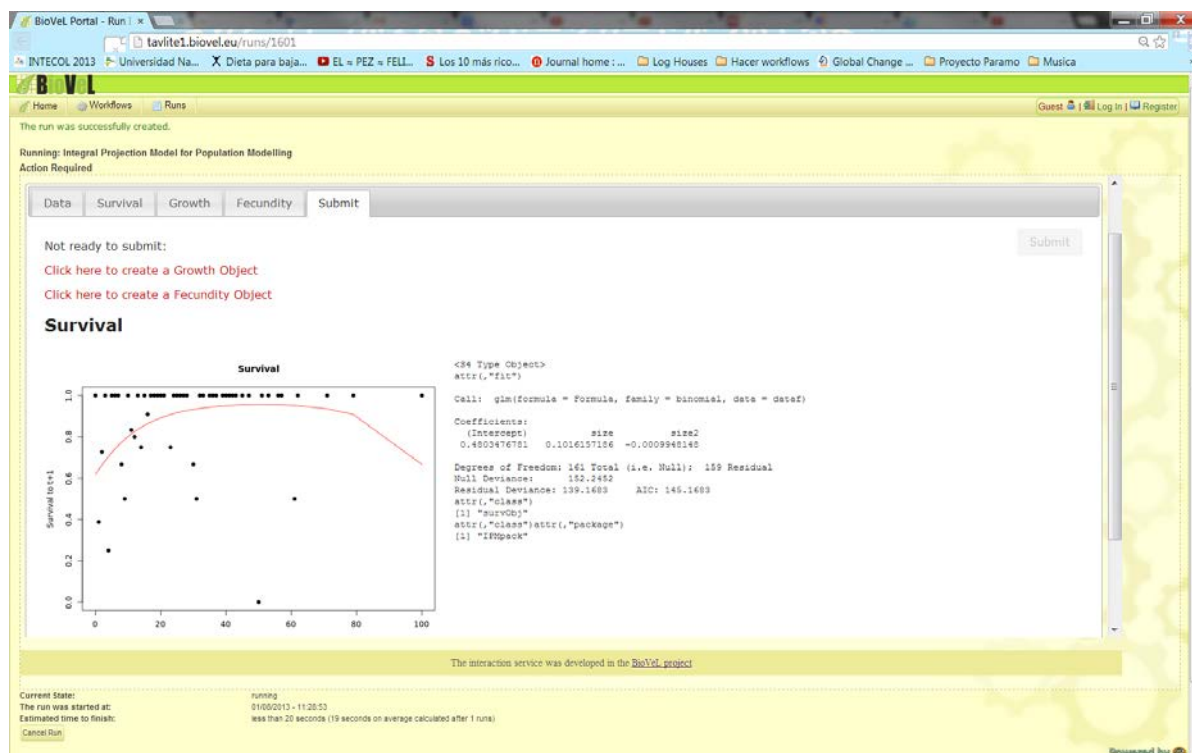 BioVeL Portal - Run
tavlite1.biovel.eu/runs/1601
INTECOL 2013 Universidad Na... Dieta para baja... EL = PEZ = FELI... Los 10 más rico... Journal home : ... Log Houses Hacer workflows Global Change ... Proyecto Paramo Musica
BioVeL
Home Workflows Runs Guest | Log In | Register
The run was successfully created.
Running: Integral Projection Model for Population Modelling
Action Required
Data Survival Growth Fecundity Submit
Not ready to submit: Submit
Click here to create a Growth Object
Click here to create a Fecundity Object
Survival
Survival
Survival to t+1
1.0
0.8
0.6
0.4
0.2
0.0
0 20 40 60 80 100
<S4 Type Object>
attr(,"fit")
Call: glm(formula = Formula, family = binomial, data = dataf)
Coefficients:
(Intercept) size size2
0.4803476781 0.1016157186 -0.0009948148
Degrees of Freedom: 161 Total (i.e. Null); 159 Residual
Null Deviance: 152.2452
Residual Deviance: 139.1683 AIC: 145.1683
attr(,"class")
[1] "survObj"
attr(,"class")attr(,"package")
[1] "IPMpack"
The interaction service was developed in the BioVeL project
Current State: running
The run was started at: 01/08/2013 - 11:28:53
Estimated time to finish: less than 20 seconds (19 seconds on average calculated after 1 runs)
Cancel Run
Powered by